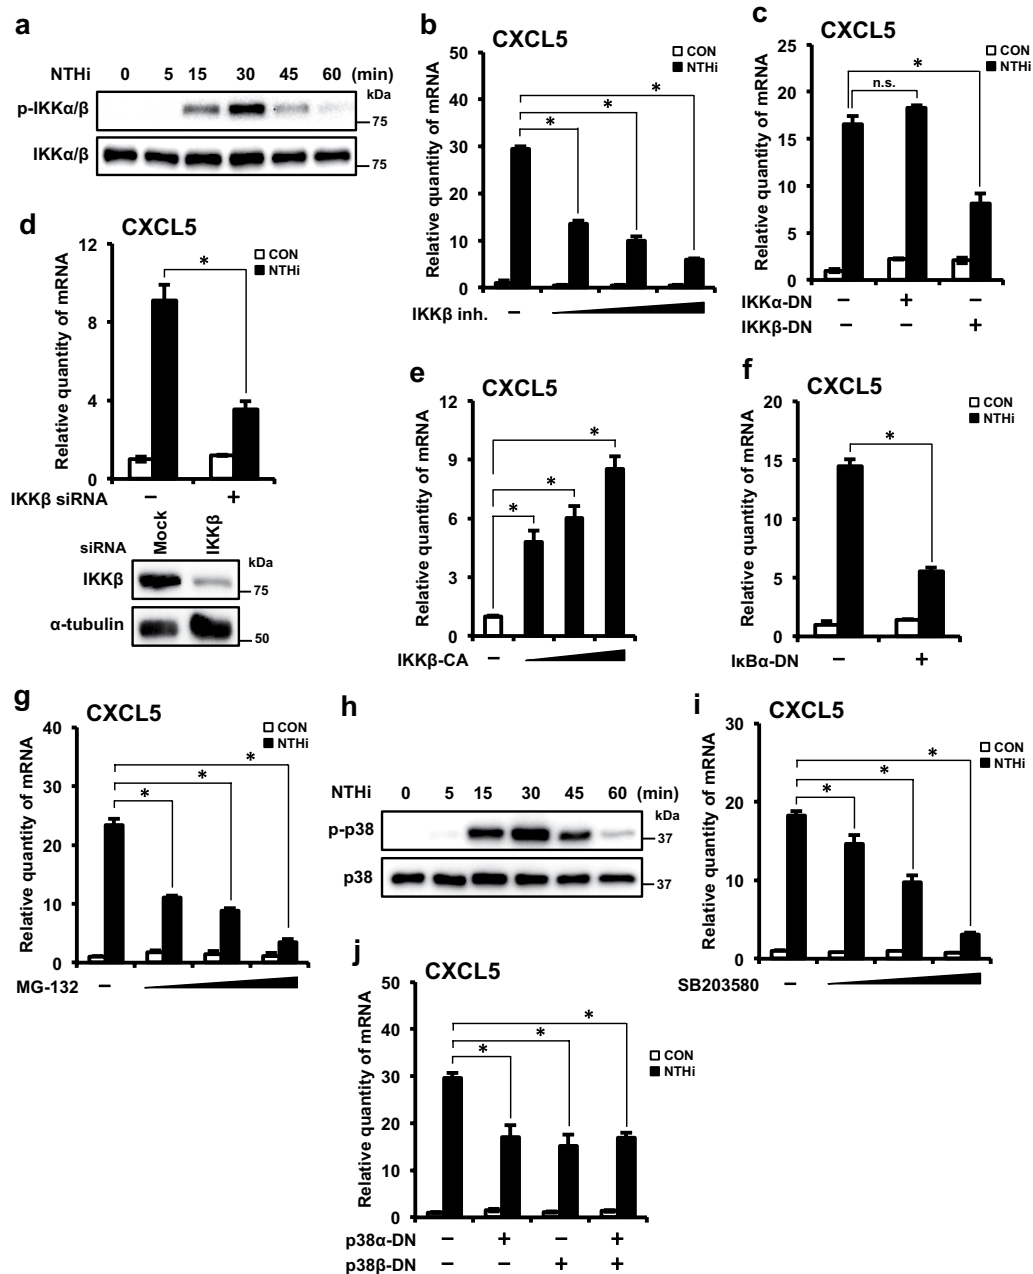 a
NTHi 0 5 15 30 45 60 (min)
kDa
p-IKKα/β
75
IKKα/β
75
b
CXCL5
CON
NTHi
Relative quantity of mRNA
50
40
30
20
10
0
* * *
IKKβ inh. –
c
CXCL5
CON
NTHi
Relative quantity of mRNA
25
20
15
10
5
0
*
n.s.
IKKα-DN – + –
IKKβ-DN – – +
d
CXCL5
CON
NTHi
Relative quantity of mRNA
12
8
4
0
*
IKKβ siRNA – +
siRNA Mock IKKβ
kDa
IKKβ
75
α-tubulin
50
e
CXCL5
Relative quantity of mRNA
12
9
6
3
0
* * *
IKKβ-CA –
f
CXCL5
CON
NTHi
Relative quantity of mRNA
20
15
10
5
0
*
IκBα-DN – +
g
CXCL5
CON
NTHi
Relative quantity of mRNA
40
30
20
10
0
* * *
MG-132 –
h
NTHi 0 5 15 30 45 60 (min)
kDa
p-p38
37
p38
37
i
CXCL5
CON
NTHi
Relative quantity of mRNA
30
20
10
0
* * *
SB203580 –
j
CXCL5
CON
NTHi
Relative quantity of mRNA
50
40
30
20
10
0
* * *
p38α-DN – + – +
p38β-DN – – + +